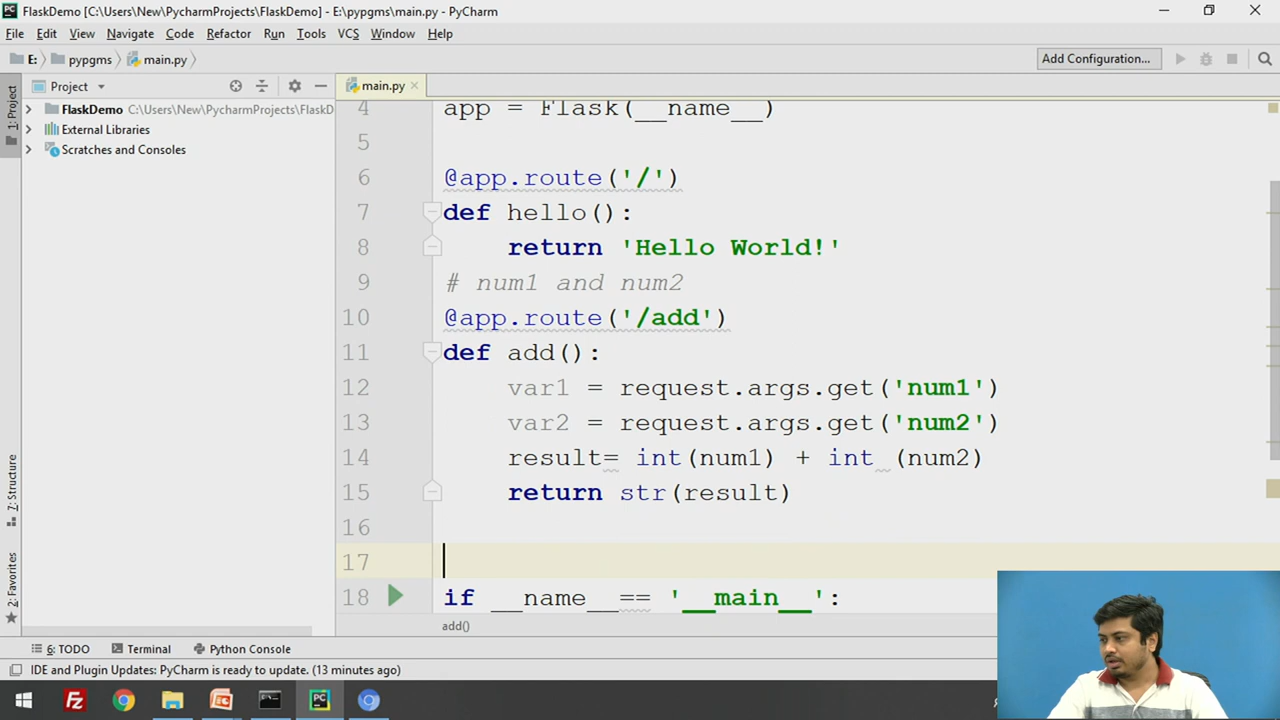 FlaskDemo [C:\Users\New\PycharmProjects\FlaskDemo] - E:\pypgms\main.py - PyCharm
File Edit View Navigate Code Refactor Run Tools VCS Window Help
E: pypgms main.py Add Configuration...
Project main.py
1: Project
FlaskDemo C:\Users\New\PycharmProjects\FlaskD
External Libraries
Scratches and Consoles
4 app = Flask(__name__)
5
6 @app.route('/')
7 def hello():
8 return 'Hello World!'
9 # num1 and num2
10 @app.route('/add')
11 def add():
12 var1 = request.args.get('num1')
13 var2 = request.args.get('num2')
14 result= int(num1) + int (num2)
15 return str(result)
16
17
18 if __name__== '__main__':
add()
7: Structure
2: Favorites
6: TODO Terminal Python Console
IDE and Plugin Updates: PyCharm is ready to update. (13 minutes ago)